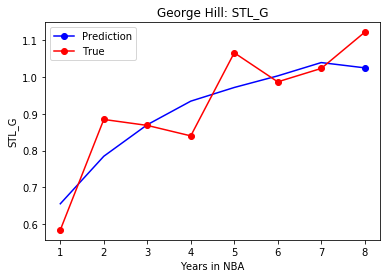 George Hill: STL_G
Prediction
True
STL_G
1.1
1.0
0.9
0.8
0.7
0.6
1 2 3 4 5 6 7 8
Years in NBA